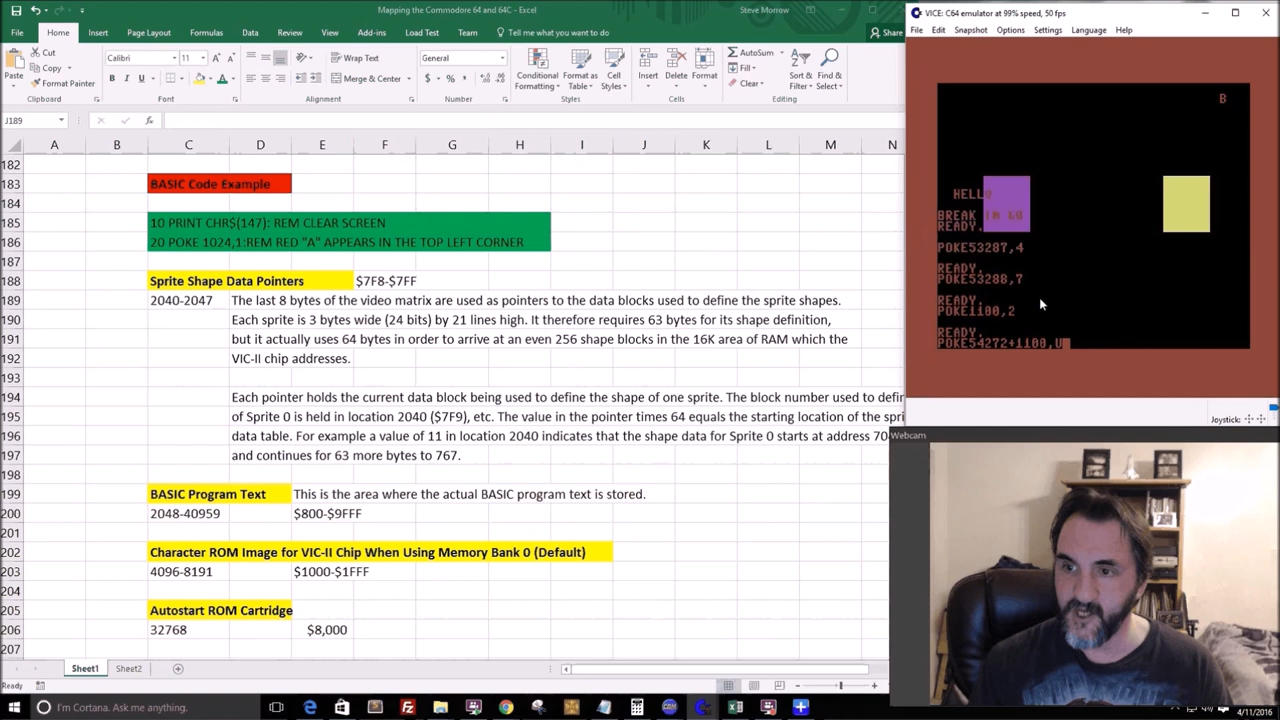 Mapping the Commodore 64 and 64C - Excel
Steve Morrow
File Home Insert Page Layout Formulas Data Review View Add-ins Load Test Team Tell me what you want to do... Share
Paste
Cut
Copy
Format Painter
Clipboard
Calibri 11
B I U
Font
Wrap Text
Merge & Center
Alignment
General
$ %
Number
Conditional Formatting
Format as Table
Cell Styles
Styles
Insert Delete Format
Cells
AutoSum
Fill
Clear
Sort & Filter
Find & Select
Editing
J189
A B C D E F G H I J K L M N
182
183 BASIC Code Example
184
185 10 PRINT CHR$(147): REM CLEAR SCREEN
186 20 POKE 1024,1:REM RED "A" APPEARS IN THE TOP LEFT CORNER
187
188 Sprite Shape Data Pointers $7F8-$7FF
189 2040-2047 The last 8 bytes of the video matrix are used as pointers to the data blocks used to define the sprite shapes.
190 Each sprite is 3 bytes wide (24 bits) by 21 lines high. It therefore requires 63 bytes for its shape definition,
191 but it actually uses 64 byte in order to arrive at an even 256 shape blocks in the 16K area of RAM which the
192 VIC-II chip addresses.
193
194 Each pointer holds the current data block being used to define the shape of one sprite. The block number used to defin
195 of Sprite 0 is held in location 2040 ($7F9), etc. The value in the pointer times 64 equals the starting location of the spri
196 data table. For example a value of 11 in location 2040 indicates that the shape data for Sprite 0 starts at address 70
197 and continues for 63 more bytes to 767.
198
199 BASIC Program Text This is the area where the actual BASIC program text is stored.
200 2048-40959 $800-$9FFF
201
202 Character ROM Image for VIC-II Chip When Using Memory Bank 0 (Default)
203 4096-8191 $1000-$1FFF
204
205 Autostart ROM Cartridge
206 32768 $8,000
207
Sheet1 Sheet2
Ready
I'm Cortana. Ask me anything.
4/11/2016
VICE: C64 emulator at 99% speed, 50 fps
File Edit Snapshot Options Settings Language Help
B
HELLO
BREAK IN 60
READY.
POKE53287,4
READY.
POKE53288,7
READY.
POKE1100,2
READY.
POKE54272+1100,U
Joystick:
Webcam